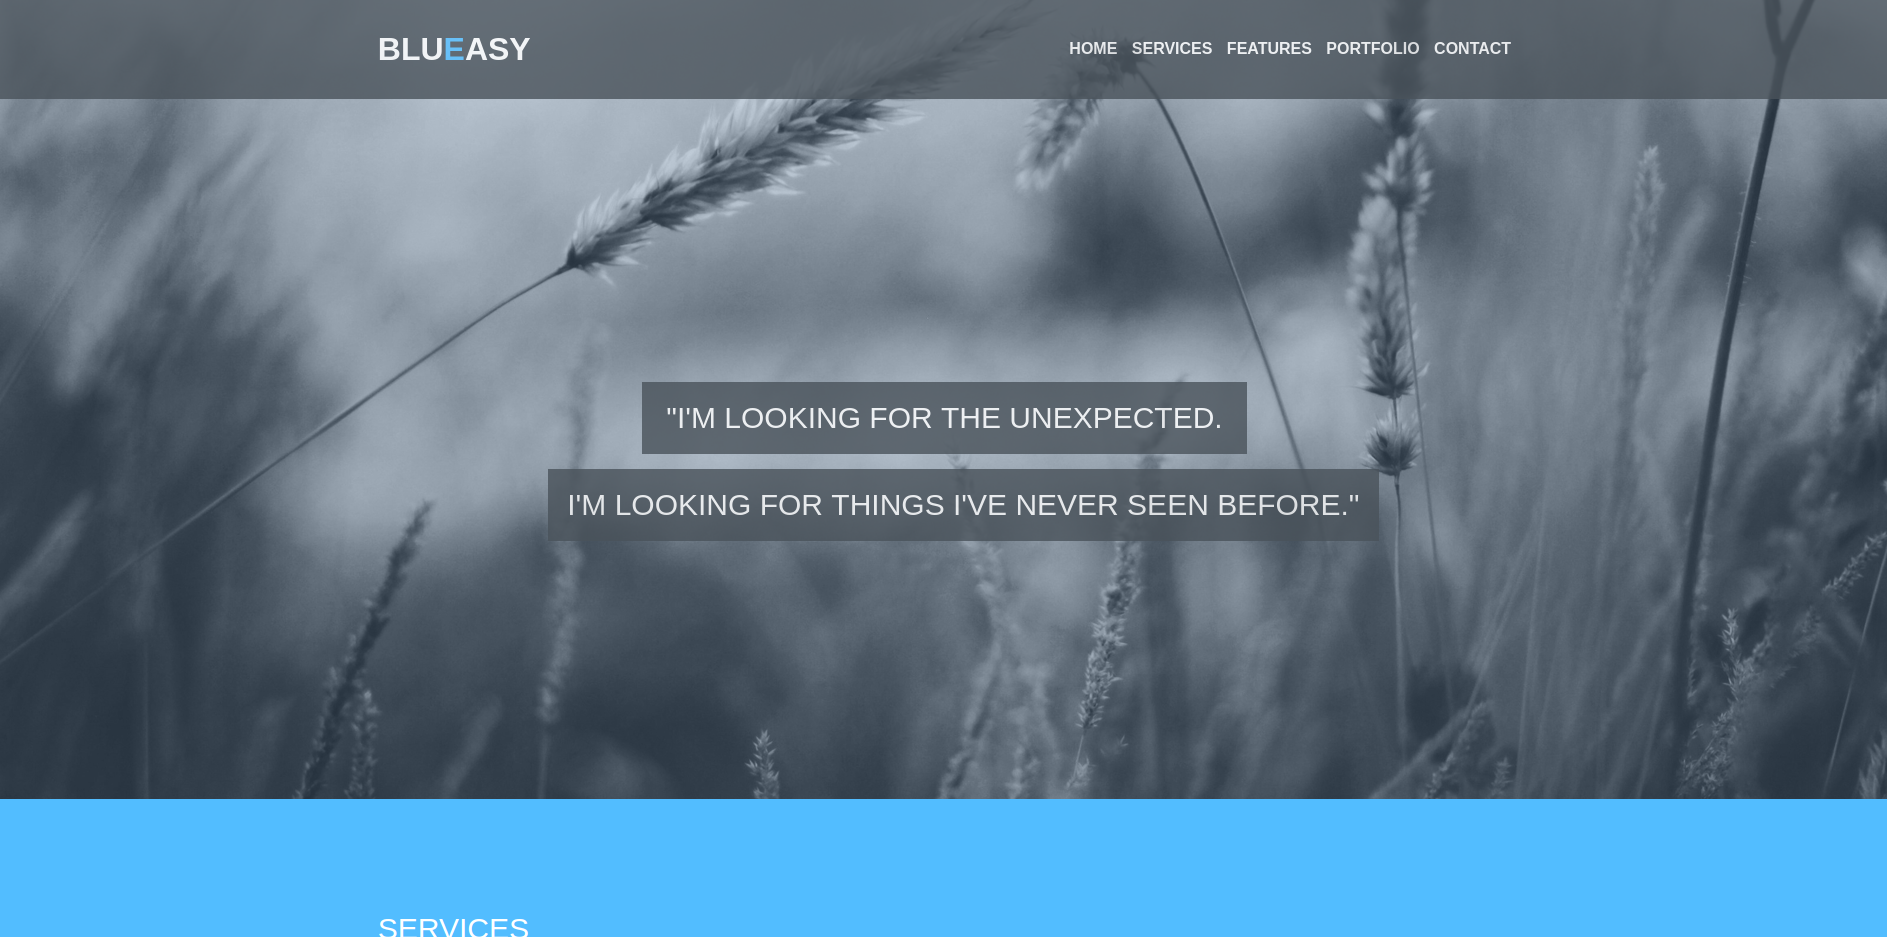 BLUEASY
HOME SERVICES FEATURES PORTFOLIO CONTACT
"I'M LOOKING FOR THE UNEXPECTED.
I'M LOOKING FOR THINGS I'VE NEVER SEEN BEFORE."
SERVICES